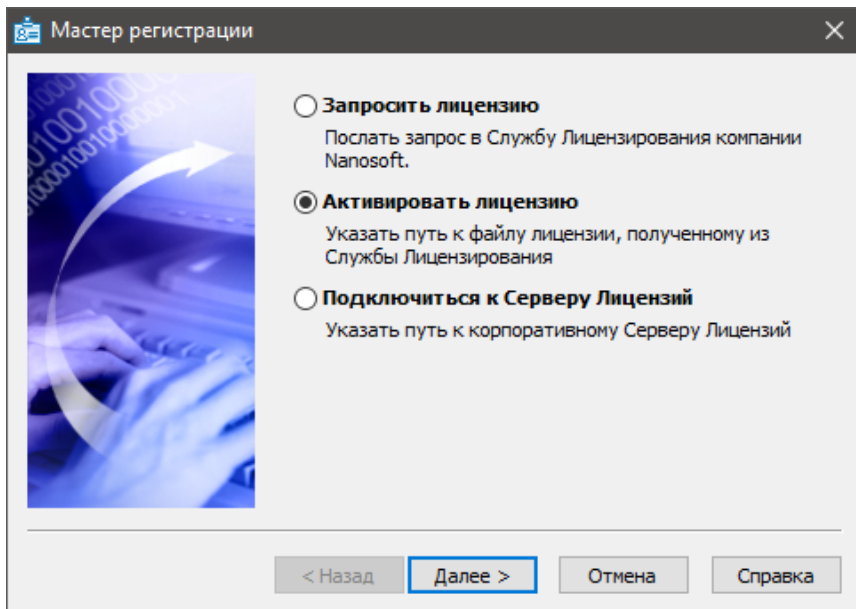 Мастер регистрации
Запросить лицензию
Послать запрос в Службу Лицензирования компании
Nanosoft.
Активировать лицензию
Указать путь к файлу лицензии, полученному из
Службы Лицензирования
Подключиться к Серверу Лицензий
Указать путь к корпоративному Серверу Лицензий
< Назад
Далее >
Отмена
Справка